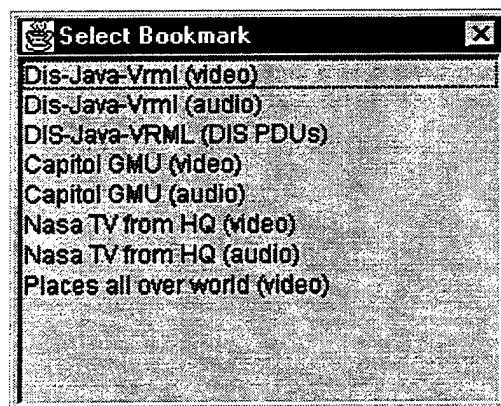 Select Bookmark
Dis-Java-Vrml (video)
Dis-Java-Vrml (audio)
DIS-Java-VRML (DIS PDUs)
Capitol GMU (video)
Capitol GMU (audio)
Nasa TV from HQ (video)
Nasa TV from HQ (audio)
Places all over world (video)